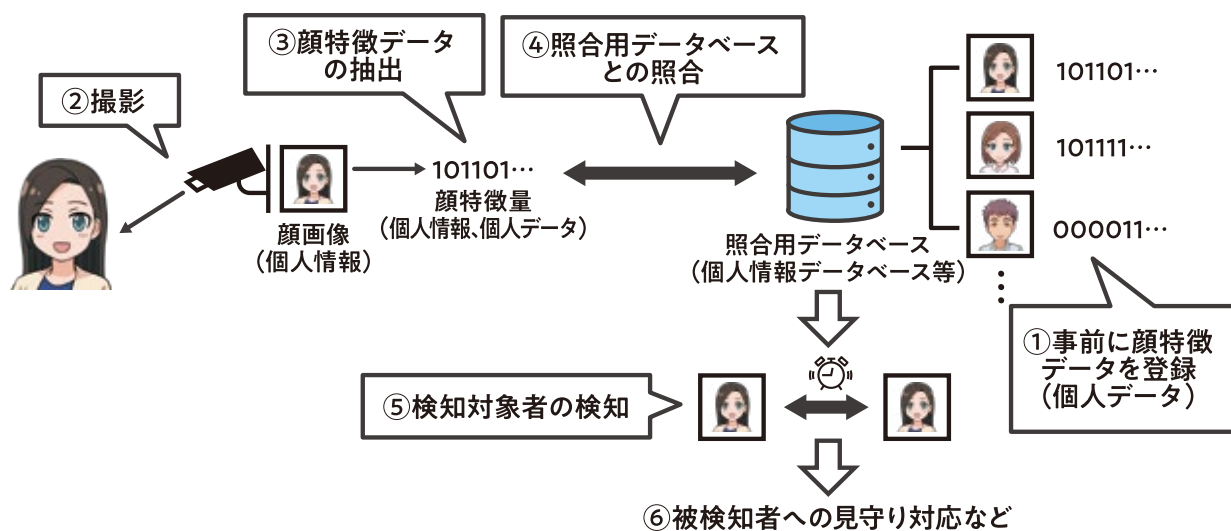 ③顔特徴データ
の抽出
④照合用データベース
との照合
②撮影
101101…
101111…
000011…
101101…
顔特徴量
（個人情報、個人データ）
顔画像
（個人情報）
照合用データベース
（個人情報データベース等）
①事前に顔特徴
データを登録
（個人データ）
⑤検知対象者の検知
⑥被検知者への見守り対応など